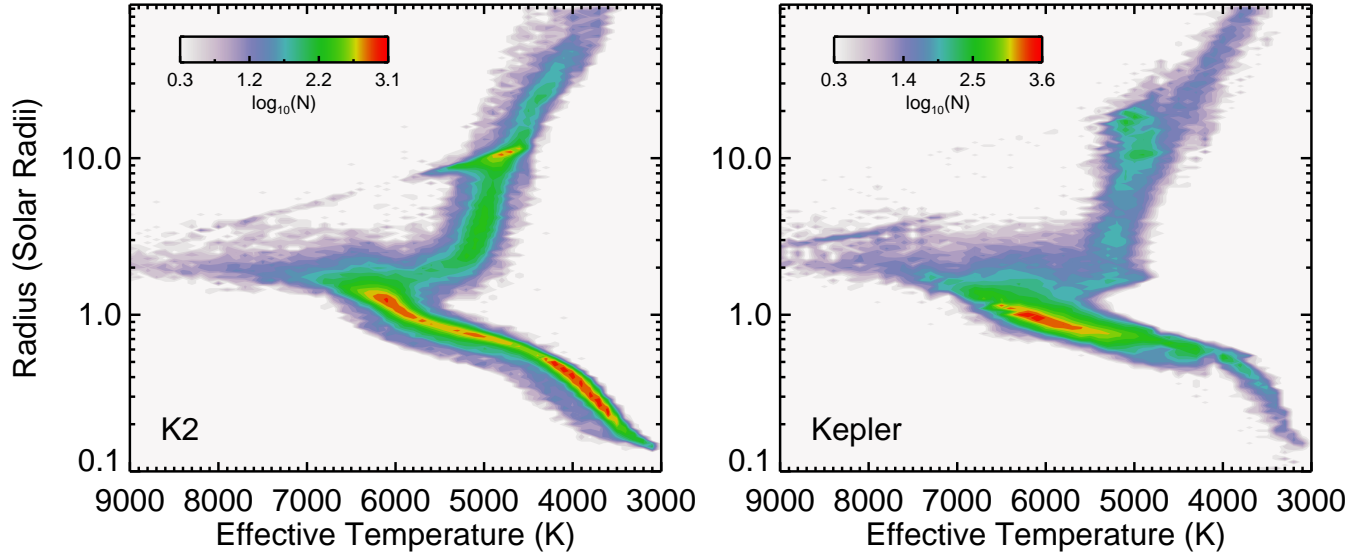 0.3 1.2 2.2 3.1
log₁₀(N)
K2
Radius (Solar Radii)
10.0
1.0
0.1
9000 8000 7000 6000 5000 4000 3000
Effective Temperature (K)
0.3 1.4 2.5 3.6
log₁₀(N)
Kepler
10.0
1.0
0.1
9000 8000 7000 6000 5000 4000 3000
Effective Temperature (K)